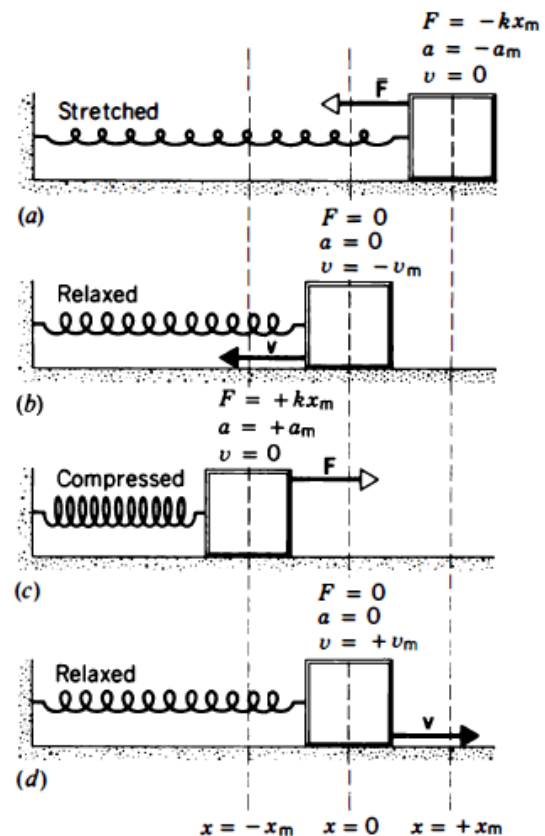 F = −kxₘ
a = −aₘ
v = 0
F̄
Stretched
(a)
F = 0
a = 0
v = −vₘ
Relaxed
v
(b)
F = +kxₘ
a = +aₘ
v = 0
Compressed
F
(c)
F = 0
a = 0
v = +vₘ
Relaxed
v
(d)
x = −xₘ x = 0 x = +xₘ